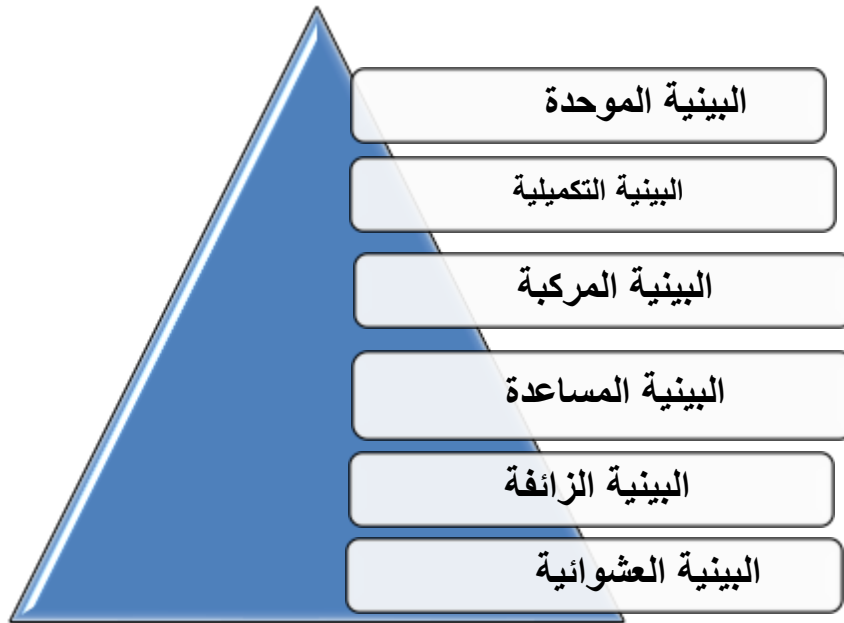 البينية الموحدة
البينية التكميلية
البينية المركبة
البينية المساعدة
البينية الزائفة
البينية العشوائية